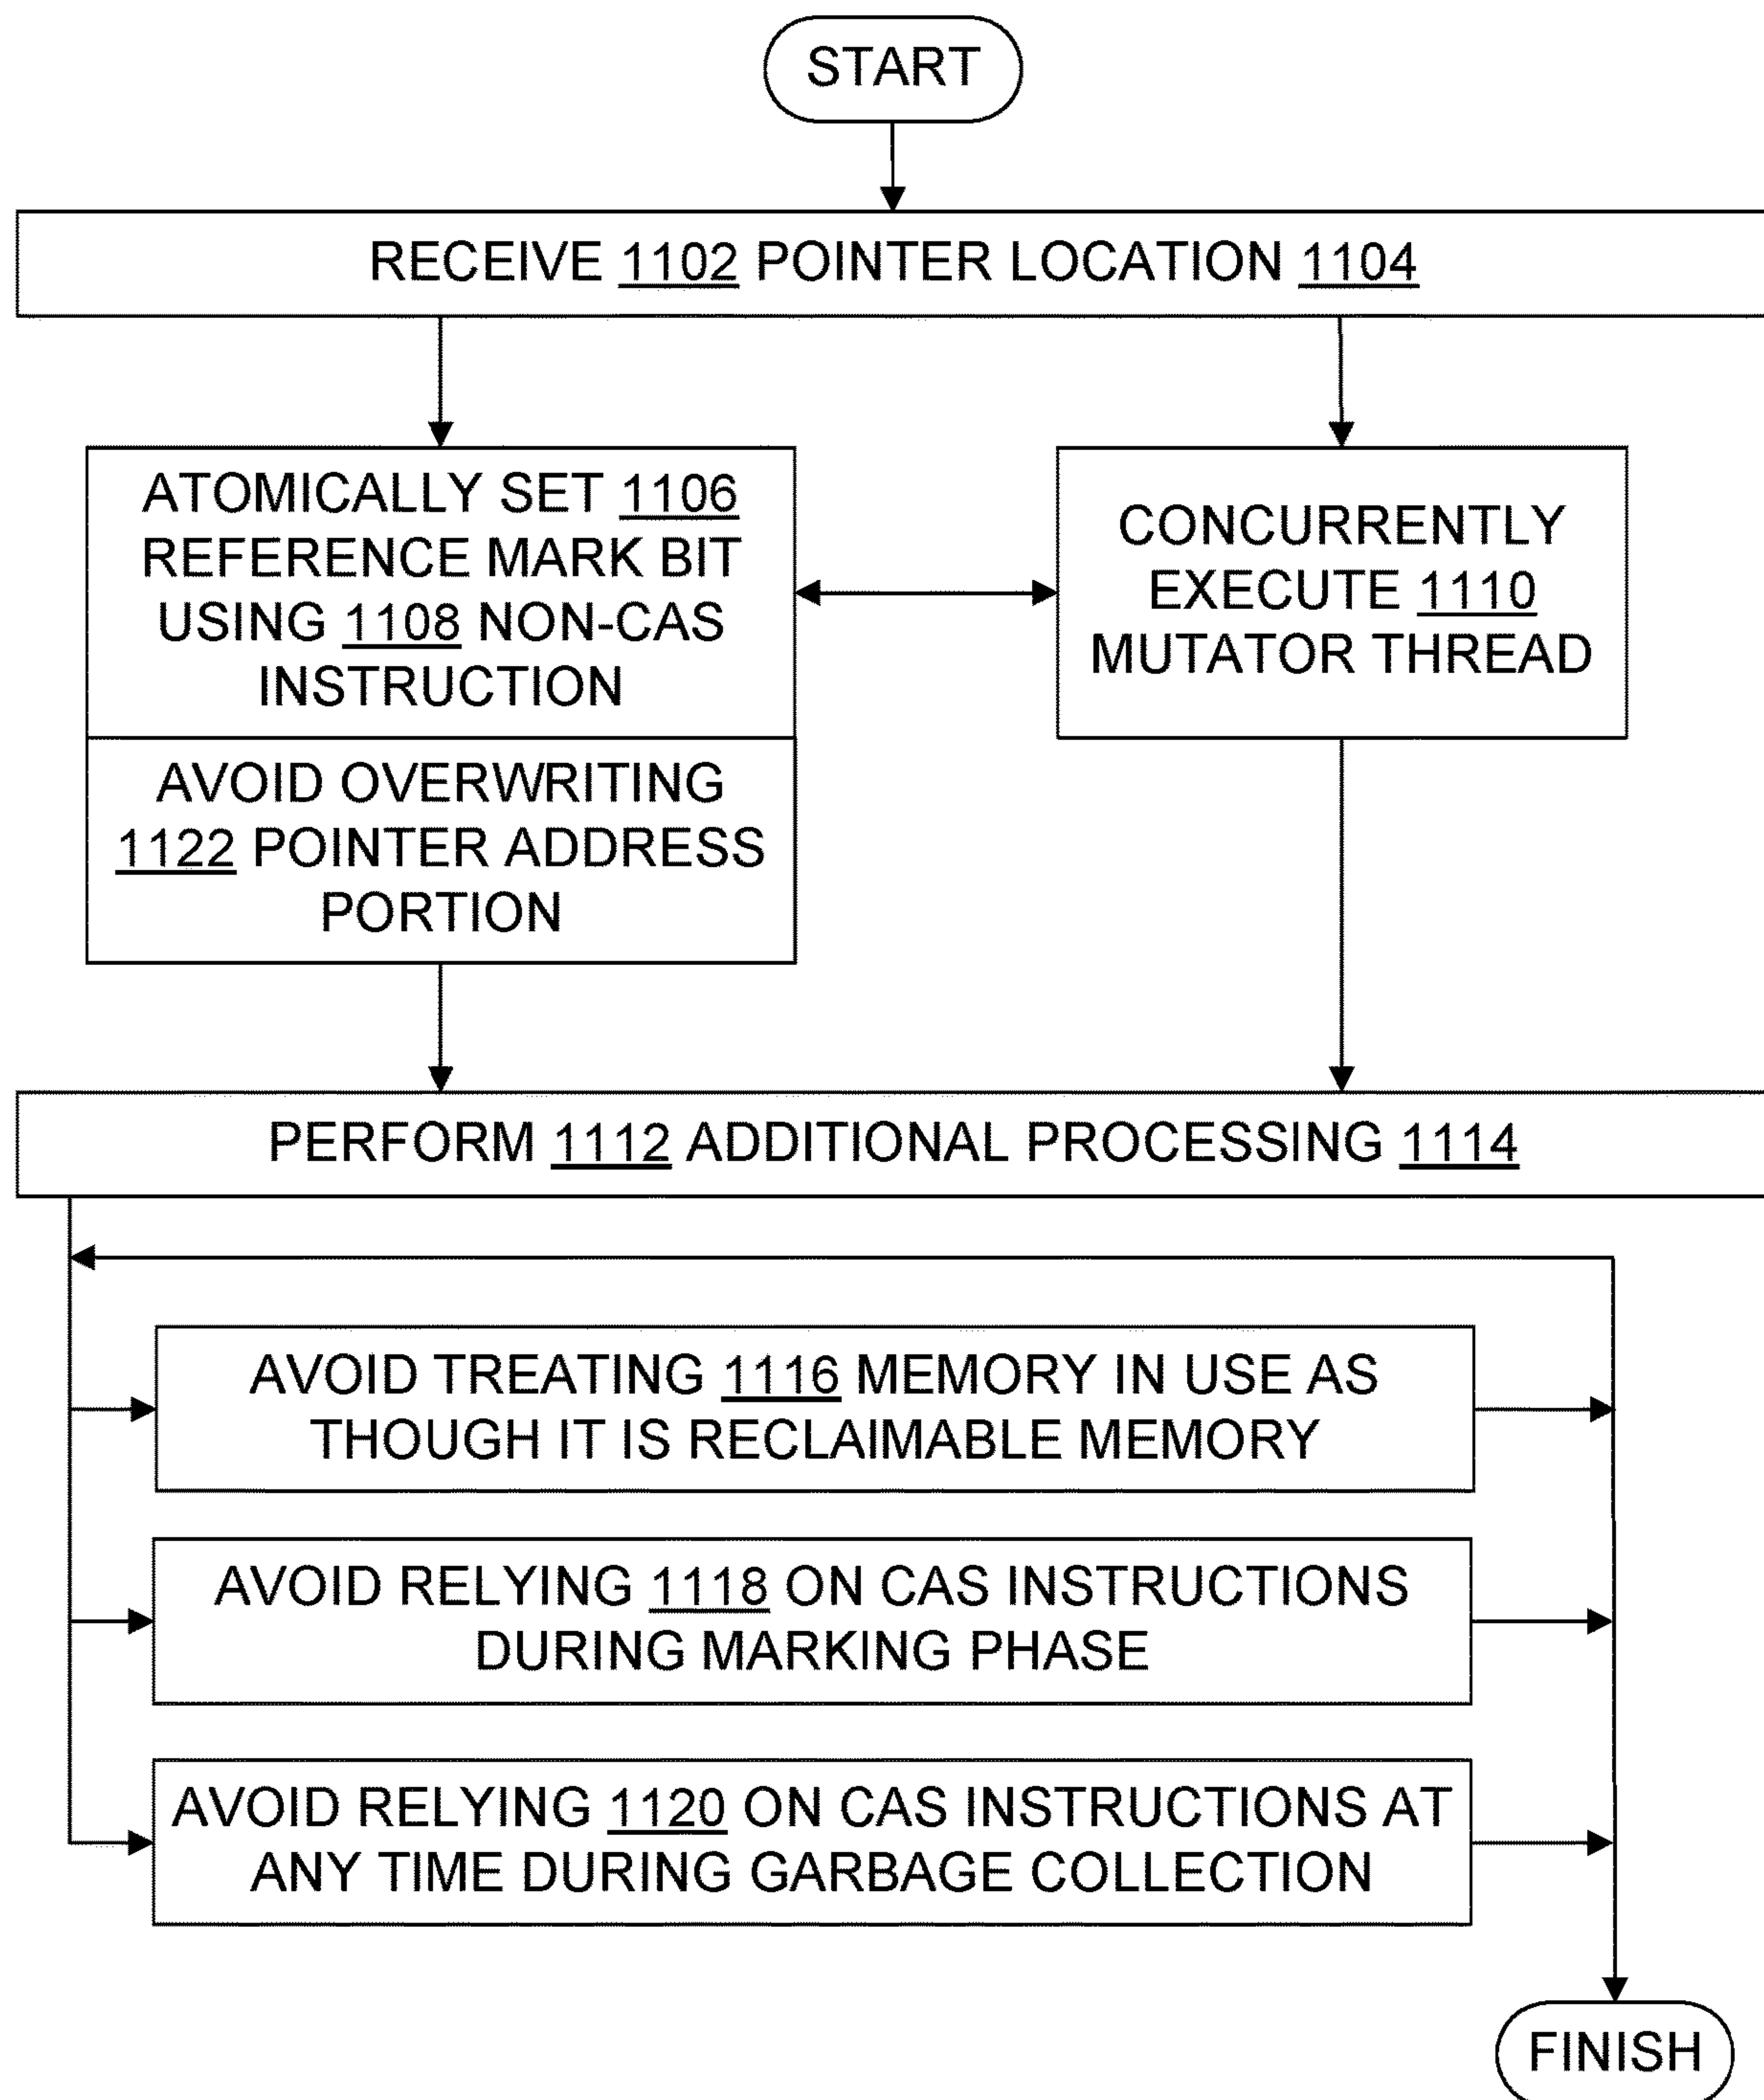 START
RECEIVE 1102 POINTER LOCATION 1104
ATOMICALLY SET 1106
REFERENCE MARK BIT
USING 1108 NON-CAS
INSTRUCTION
AVOID OVERWRITING
1122 POINTER ADDRESS
PORTION
CONCURRENTLY
EXECUTE 1110
MUTATOR THREAD
PERFORM 1112 ADDITIONAL PROCESSING 1114
AVOID TREATING 1116 MEMORY IN USE AS
THOUGH IT IS RECLAIMABLE MEMORY
AVOID RELYING 1118 ON CAS INSTRUCTIONS
DURING MARKING PHASE
AVOID RELYING 1120 ON CAS INSTRUCTIONS AT
ANY TIME DURING GARBAGE COLLECTION
FINISH